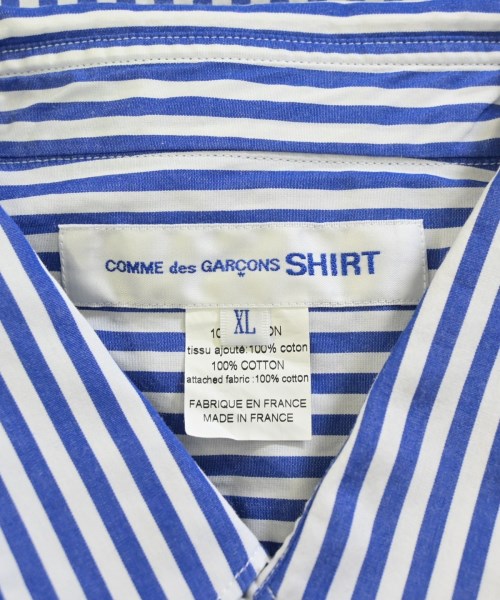 COMME des GARÇONS SHIRT
XL
tissu ajoute:100% coton
100% COTTON
attached fabric :100% cotton
FABRIQUE EN FRANCE
MADE IN FRANCE